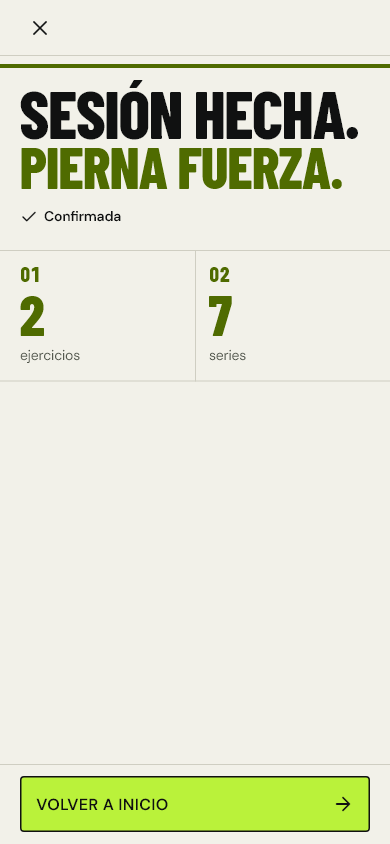 SESIÓN HECHA.
PIERNA FUERZA.
Confirmada
01
2
ejercicios
02
7
series
VOLVER A INICIO